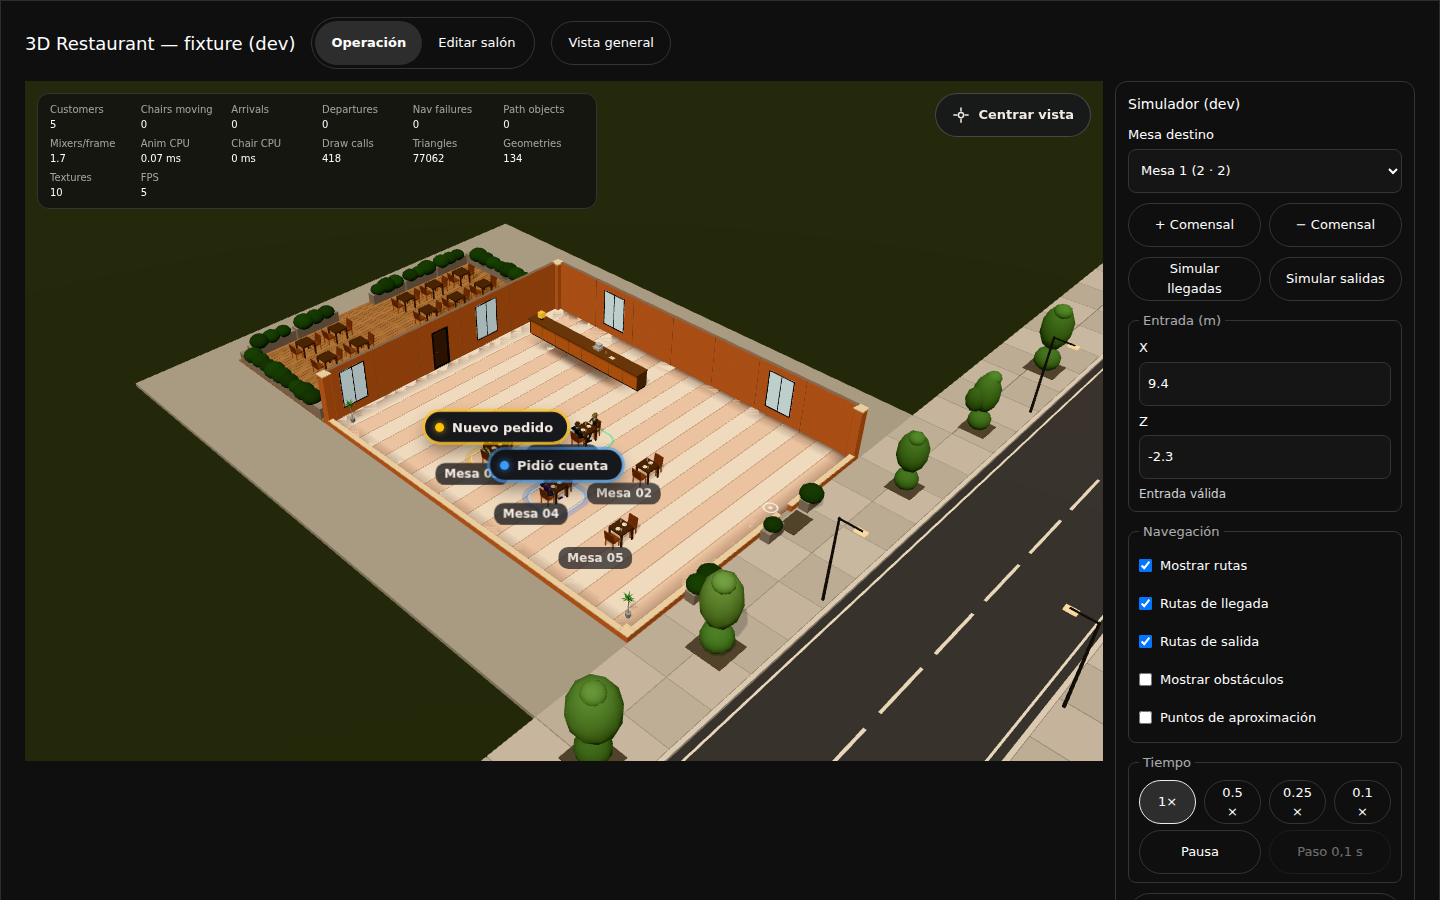 3D Restaurant — fixture (dev)
Operación
Editar salón
Vista general
Customers
5
Chairs moving
0
Arrivals
0
Departures
0
Nav failures
0
Path objects
0
Mixers/frame
1.7
Anim CPU
0.07 ms
Chair CPU
0 ms
Draw calls
418
Triangles
77062
Geometries
134
Textures
10
FPS
5
Centrar vista
Nuevo pedido
Pidió cuenta
Mesa 02
Mesa 04
Mesa 05
Simulador (dev)
Mesa destino
Mesa 1 (2 · 2)
+ Comensal
− Comensal
Simular
llegadas
Simular salidas
Entrada (m)
X
9.4
Z
-2.3
Entrada válida
Navegación
Mostrar rutas
Rutas de llegada
Rutas de salida
Mostrar obstáculos
Puntos de aproximación
Tiempo
1×
0.5
×
0.25
×
0.1
×
Pausa
Paso 0,1 s